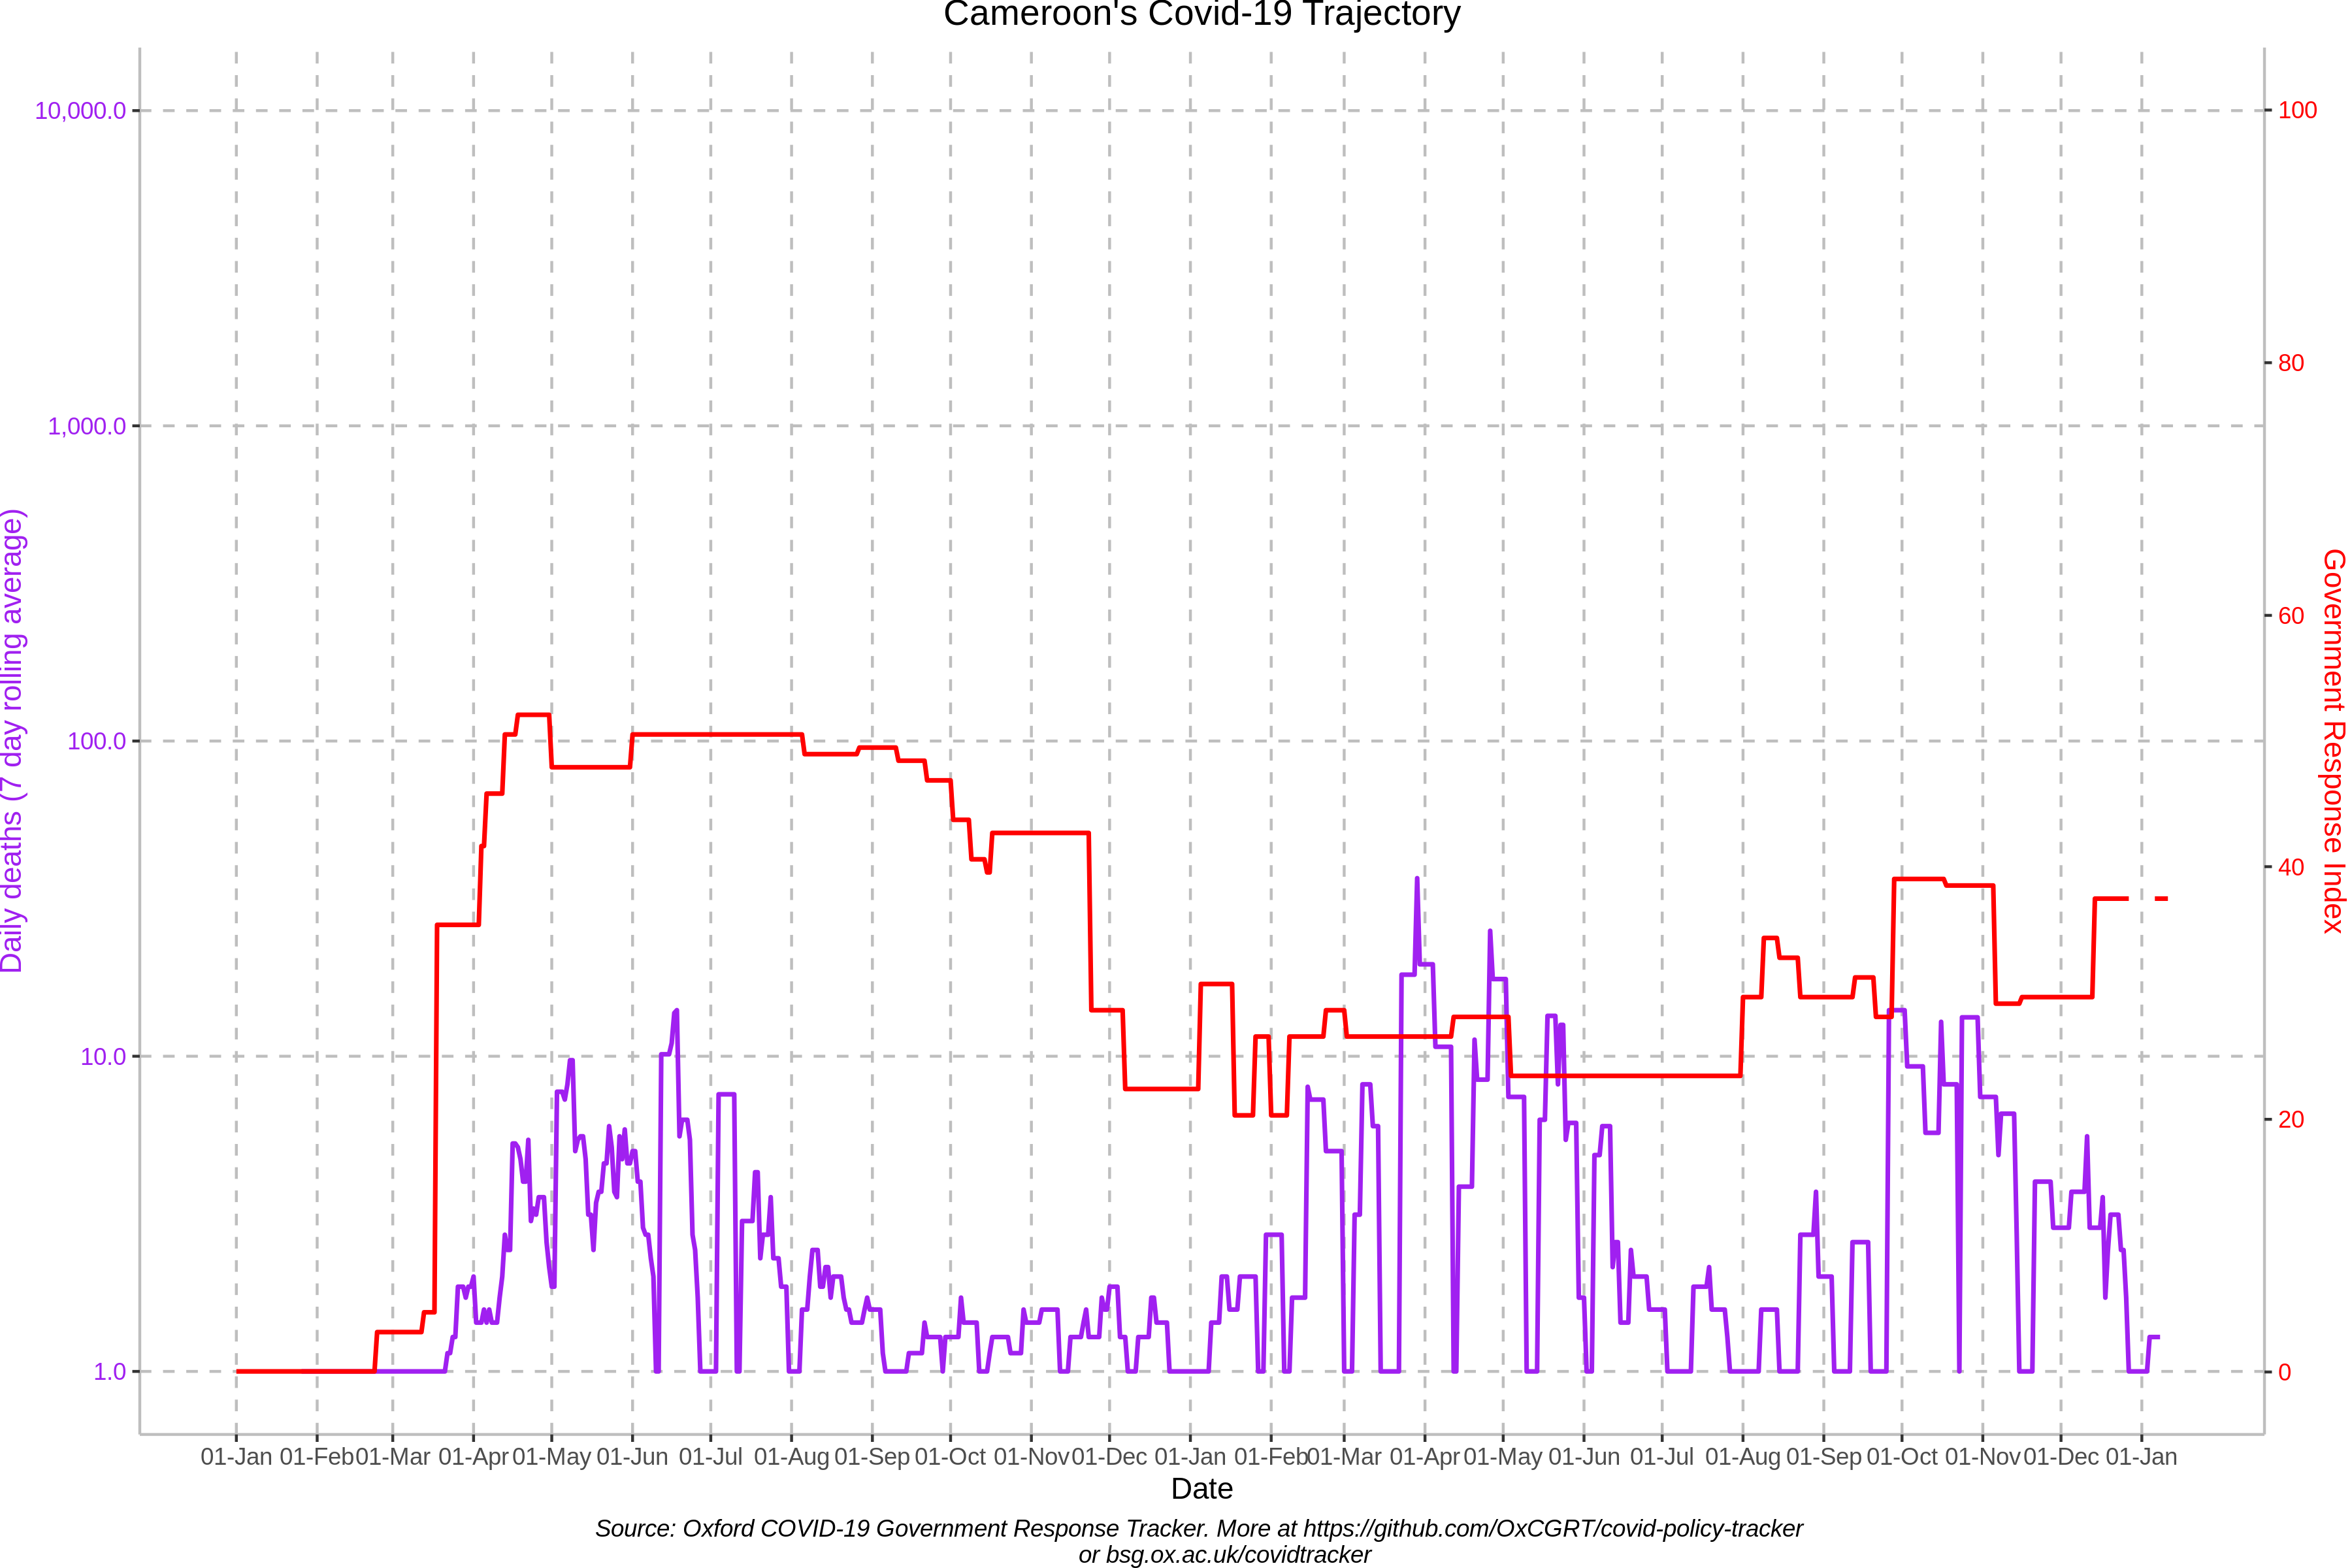 Cameroon's Covid-19 Trajectory
10,000.0
1,000.0
100.0
10.0
1.0
Daily deaths (7 day rolling average)
100
80
60
40
20
0
Government Response Index
01-Jan 01-Feb 01-Mar 01-Apr 01-May 01-Jun 01-Jul 01-Aug 01-Sep 01-Oct 01-Nov 01-Dec 01-Jan 01-Feb 01-Mar 01-Apr 01-May 01-Jun 01-Jul 01-Aug 01-Sep 01-Oct 01-Nov 01-Dec 01-Jan
Date
Source: Oxford COVID-19 Government Response Tracker. More at https://github.com/OxCGRT/covid-policy-tracker
or bsg.ox.ac.uk/covidtracker